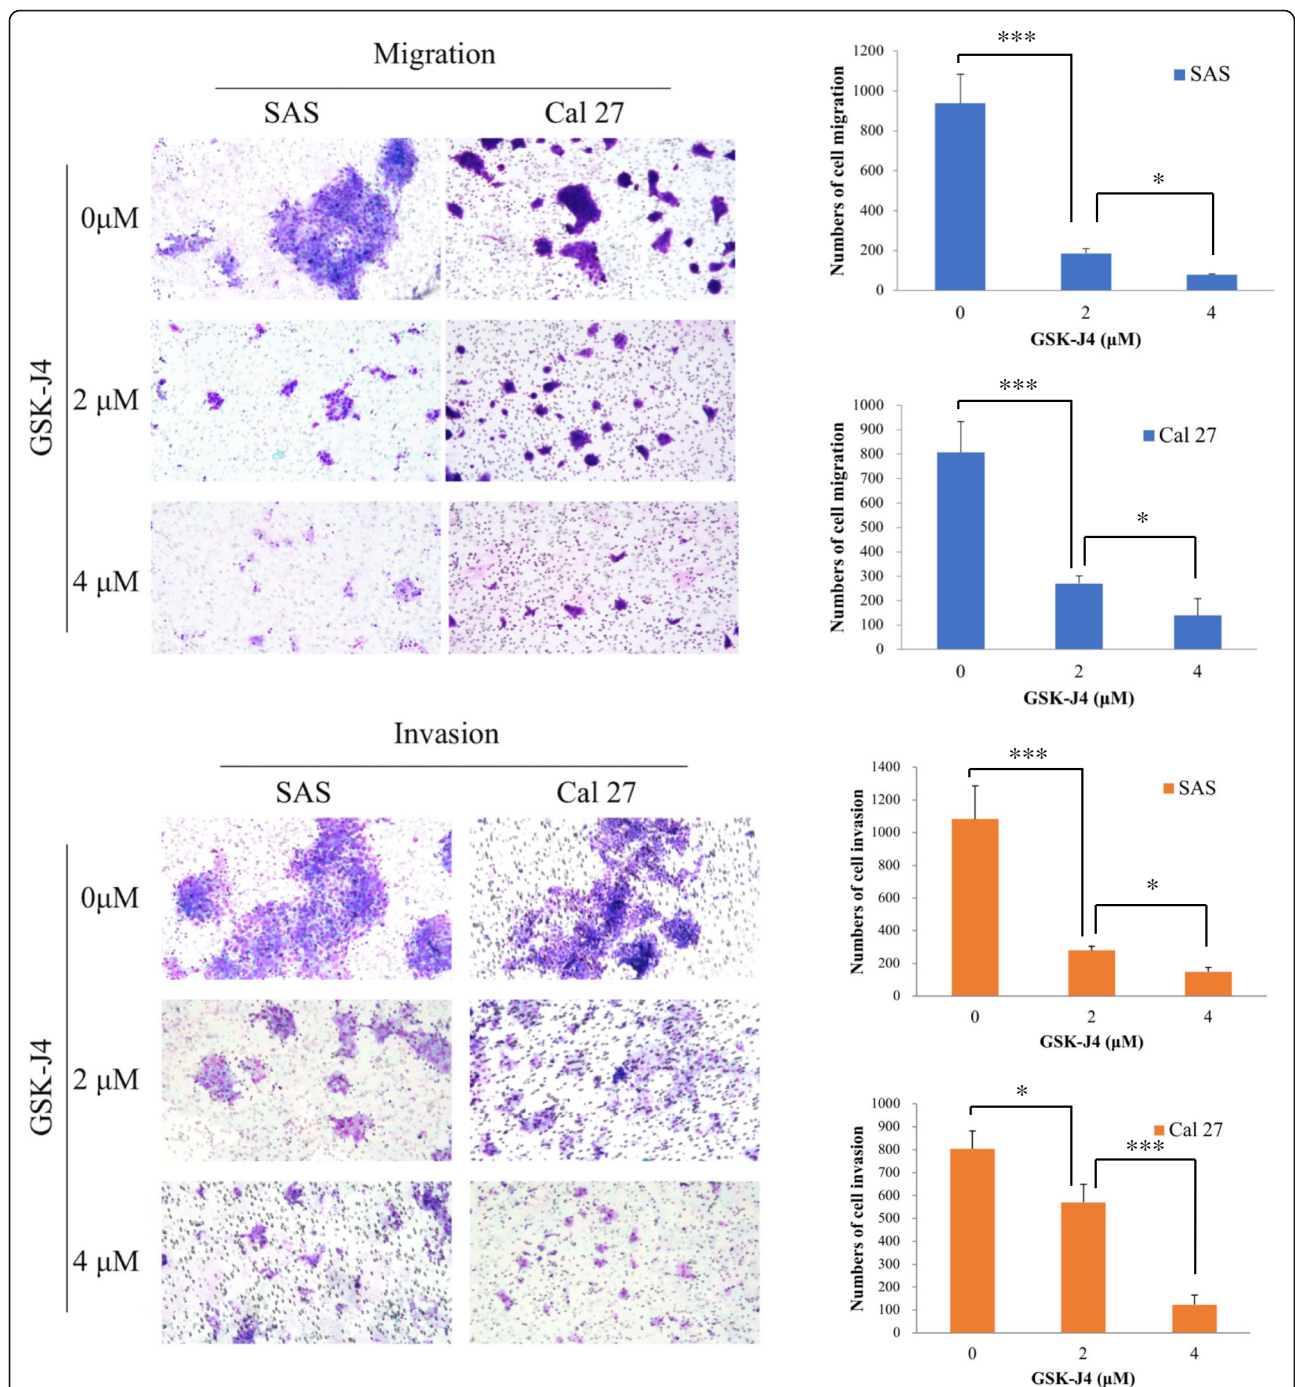 Migration
SAS Cal 27
GSK-J4
0μM
2 μM
4 μM
***
*
SAS
Numbers of cell migration
1200
1000
800
600
400
200
0
0 2 4
GSK-J4 (μM)
***
*
Cal 27
Numbers of cell migration
1000
900
800
700
600
500
400
300
200
100
0
0 2 4
GSK-J4 (μM)
Invasion
SAS Cal 27
GSK-J4
0μM
2 μM
4 μM
***
*
SAS
Numbers of cell invasion
1400
1200
1000
800
600
400
200
0
0 2 4
GSK-J4 (μM)
*
***
Cal 27
Numbers of cell invasion
1000
900
800
700
600
500
400
300
200
100
0
0 2 4
GSK-J4 (μM)